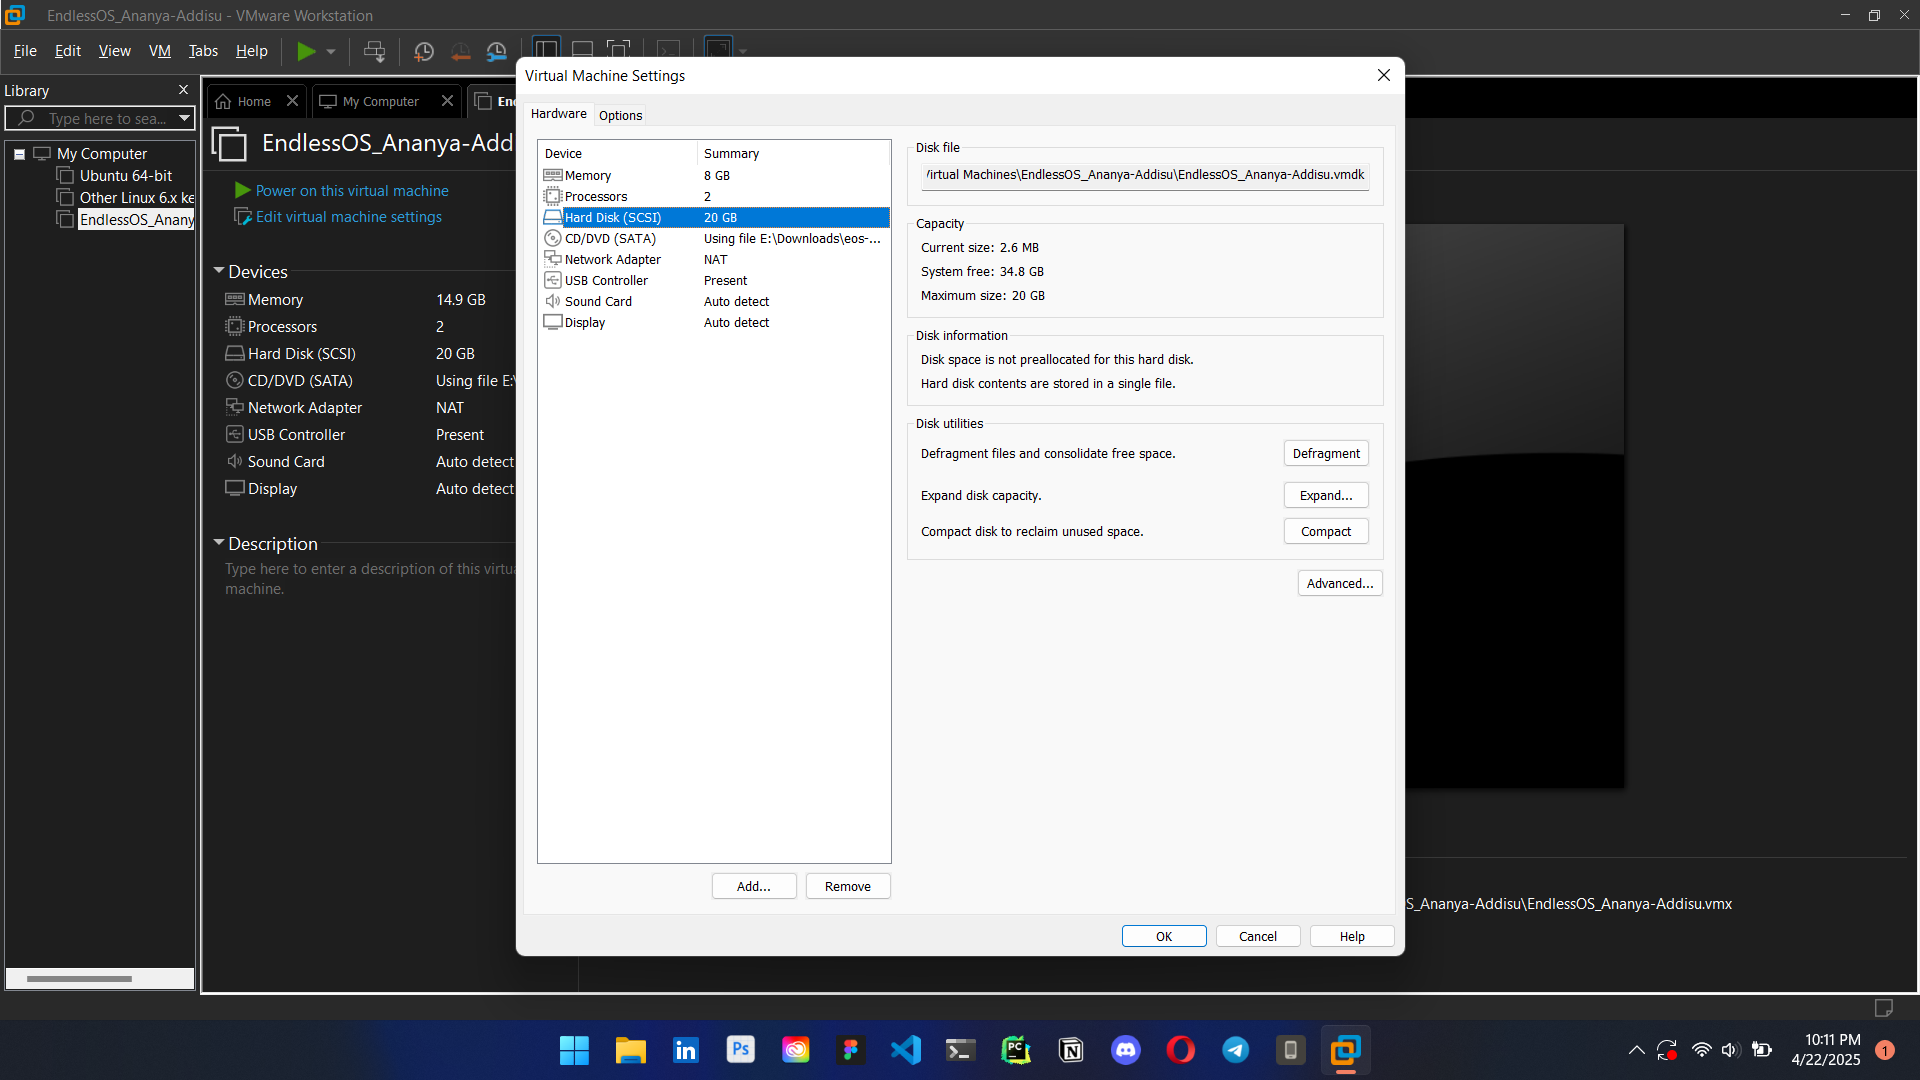 EndlessOS_Ananya-Addisu - VMware Workstation
File Edit View VM Tabs Help
Library
Type here to sea...
My Computer
Ubuntu 64-bit
Other Linux 6.x ke
EndlessOS_Anany
Home
My Computer
En
EndlessOS_Ananya-Add
Power on this virtual machine
Edit virtual machine settings
Devices
Memory 14.9 GB
Processors 2
Hard Disk (SCSI) 20 GB
CD/DVD (SATA) Using file E:\
Network Adapter NAT
USB Controller Present
Sound Card Auto detect
Display Auto detect
Description
Type here to enter a description of this virtu
machine.
Virtual Machine Settings
Hardware Options
Device Summary
Memory 8 GB
Processors 2
Hard Disk (SCSI) 20 GB
CD/DVD (SATA) Using file E:\Downloads\eos-...
Network Adapter NAT
USB Controller Present
Sound Card Auto detect
Display Auto detect
Add... Remove
Disk file
Virtual Machines\EndlessOS_Ananya-Addisu\EndlessOS_Ananya-Addisu.vmdk
Capacity
Current size: 2.6 MB
System free: 34.8 GB
Maximum size: 20 GB
Disk information
Disk space is not preallocated for this hard disk.
Hard disk contents are stored in a single file.
Disk utilities
Defragment files and consolidate free space. Defragment
Expand disk capacity. Expand...
Compact disk to reclaim unused space. Compact
Advanced...
OK Cancel Help
S_Ananya-Addisu\EndlessOS_Ananya-Addisu.vmx
in
Ps
PC
N
10:11 PM
4/22/2025
1